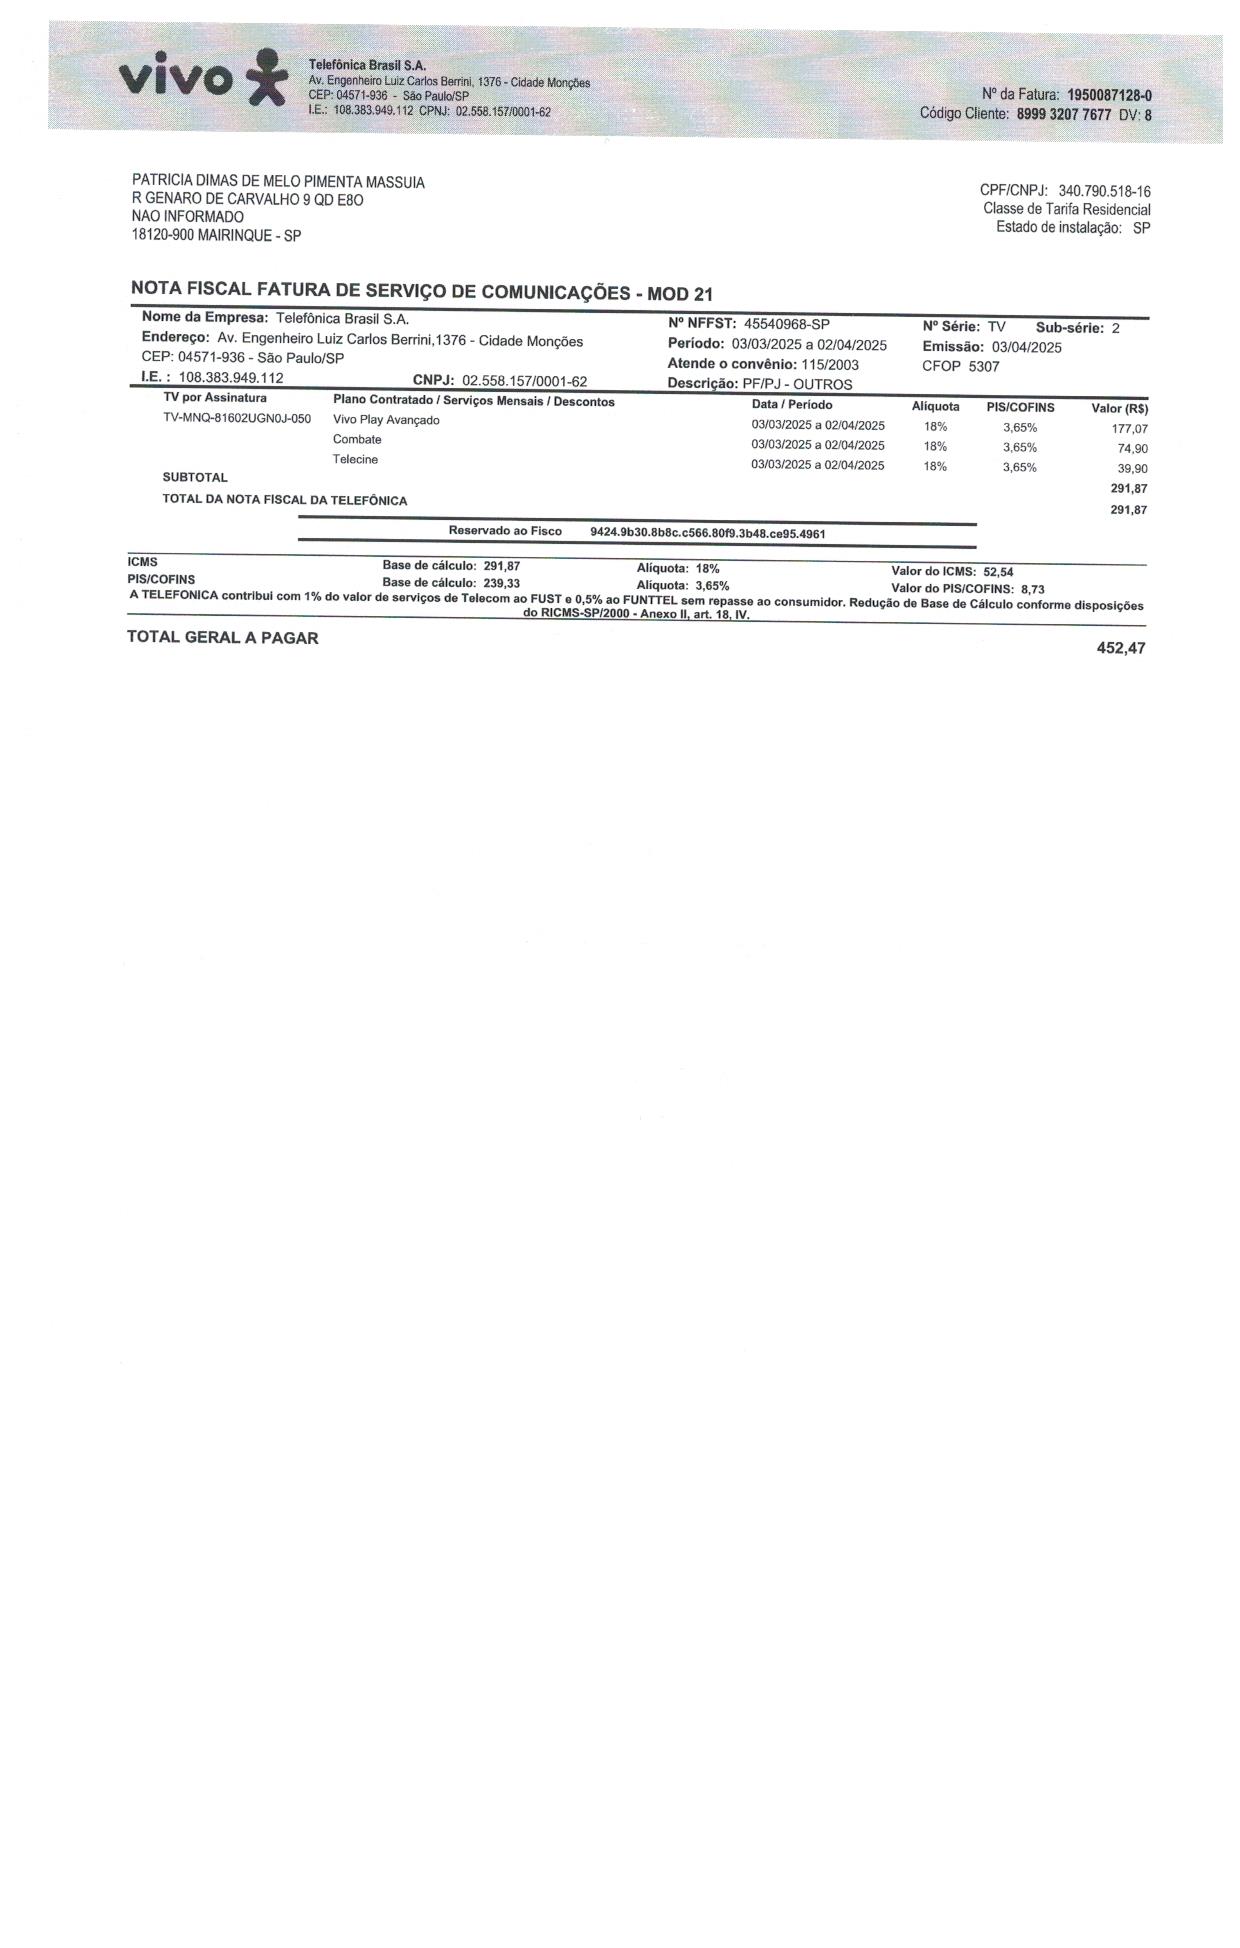 vivo
Telefônica Brasil S.A.
Av. Engenheiro Luiz Carlos Berrini, 1376 - Cidade Monções
CEP: 04571-936 - São Paulo/SP
I.E.: 108.383.949.112 CPNJ: 02.558.157/0001-62
Nº da Fatura: 1950087128-0
Código Cliente: 8999 3207 7677 DV: 8
PATRICIA DIMAS DE MELO PIMENTA MASSUIA
R GENARO DE CARVALHO 9 QD E8O
NAO INFORMADO
18120-900 MAIRINQUE - SP
CPF/CNPJ: 340.790.518-16
Classe de Tarifa Residencial
Estado de instalação: SP
NOTA FISCAL FATURA DE SERVIÇO DE COMUNICAÇÕES - MOD 21
Nome da Empresa: Telefônica Brasil S.A. Nº NFFST: 45540968-SP Nº Série: TV Sub-série: 2
Endereço: Av. Engenheiro Luiz Carlos Berrini,1376 - Cidade Monções Período: 03/03/2025 a 02/04/2025 Emissão: 03/04/2025
CEP: 04571-936 - São Paulo/SP Atende o convênio: 115/2003 CFOP 5307
I.E. : 108.383.949.112 CNPJ: 02.558.157/0001-62 Descrição: PF/PJ - OUTROS
TV por Assinatura Plano Contratado / Serviços Mensais / Descontos Data / Período Alíquota PIS/COFINS Valor (R$)
TV-MNQ-81602UGN0J-050 Vivo Play Avançado 03/03/2025 a 02/04/2025 18% 3,65% 177,07
Combate 03/03/2025 a 02/04/2025 18% 3,65% 74,90
Telecine 03/03/2025 a 02/04/2025 18% 3,65% 39,90
SUBTOTAL 291,87
TOTAL DA NOTA FISCAL DA TELEFÔNICA 291,87
Reservado ao Fisco 9424.9b30.8b8c.c566.80f9.3b48.ce95.4961
ICMS Base de cálculo: 291,87 Alíquota: 18% Valor do ICMS: 52,54
PIS/COFINS Base de cálculo: 239,33 Alíquota: 3,65% Valor do PIS/COFINS: 8,73
A TELEFONICA contribui com 1% do valor de serviços de Telecom ao FUST e 0,5% ao FUNTTEL sem repasse ao consumidor. Redução de Base de Cálculo conforme disposições
do RICMS-SP/2000 - Anexo II, art. 18, IV.
TOTAL GERAL A PAGAR 452,47